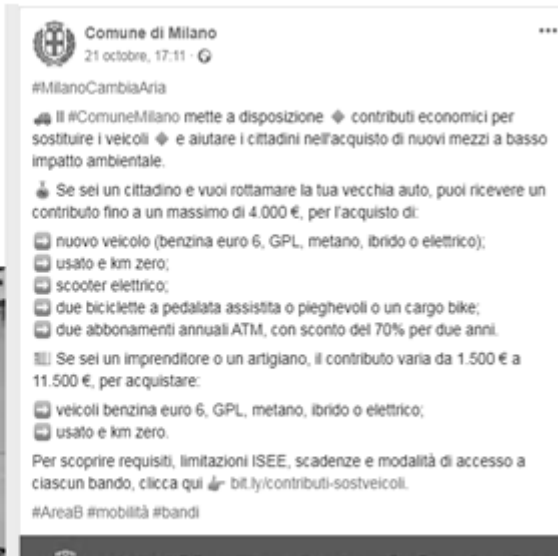 Comune di Milano
21 octobre, 17:11 ·
#MilanoCambiaAria
Il #ComuneMilano mette a disposizione 🔸 contributi economici per
sostituire i veicoli 🔸 e aiutare i cittadini nell'acquisto di nuovi mezzi a basso
impatto ambientale.
Se sei un cittadino e vuoi rottamare la tua vecchia auto, puoi ricevere un
contributo fino a un massimo di 4.000 €, per l'acquisto di:
➡ nuovo veicolo (benzina euro 6, GPL, metano, ibrido o elettrico);
➡ usato e km zero;
➡ scooter elettrico;
➡ due biciclette a pedalata assistita o pieghevoli o un cargo bike;
➡ due abbonamenti annuali ATM, con sconto del 70% per due anni.
Se sei un imprenditore o un artigiano, il contributo varia da 1.500 € a
11.500 €, per acquistare:
➡ veicoli benzina euro 6, GPL, metano, ibrido o elettrico;
➡ usato e km zero.
Per scoprire requisiti, limitazioni ISEE, scadenze e modalità di accesso a
ciascun bando, clicca qui 👉 bit.ly/contributi-sostveicoli.
#AreaB #mobilità #bandi